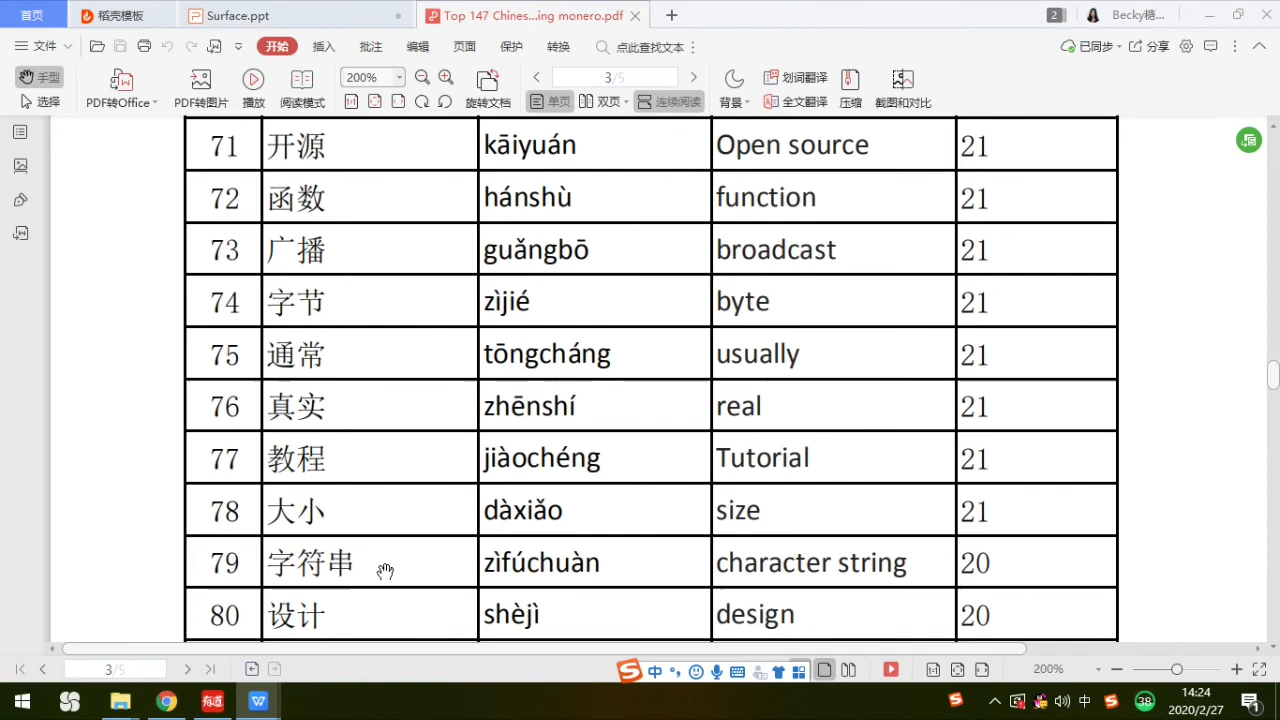 首页
稻壳模板
Surface.ppt
Top 147 Chines...ing monero.pdf
2
Becky糖...
文件
开始
插入
批注
编辑
页面
保护
转换
点此查找文本
已同步
分享
手型
选择
PDF转Office
PDF转图片
播放
阅读模式
200%
旋转文档
3/5
单页
双页
连续阅读
背景
划词翻译
全文翻译
压缩
截图和对比
71 开源 kāiyuán Open source 21
72 函数 hánshù function 21
73 广播 guǎngbō broadcast 21
74 字节 zìjié byte 21
75 通常 tōngcháng usually 21
76 真实 zhēnshí real 21
77 教程 jiàochéng Tutorial 21
78 大小 dàxiǎo size 21
79 字符串 zìfúchuàn character string 20
80 设计 shèjì design 20
3/5
中
200%
有道
中
38
14:24
2020/2/27
1